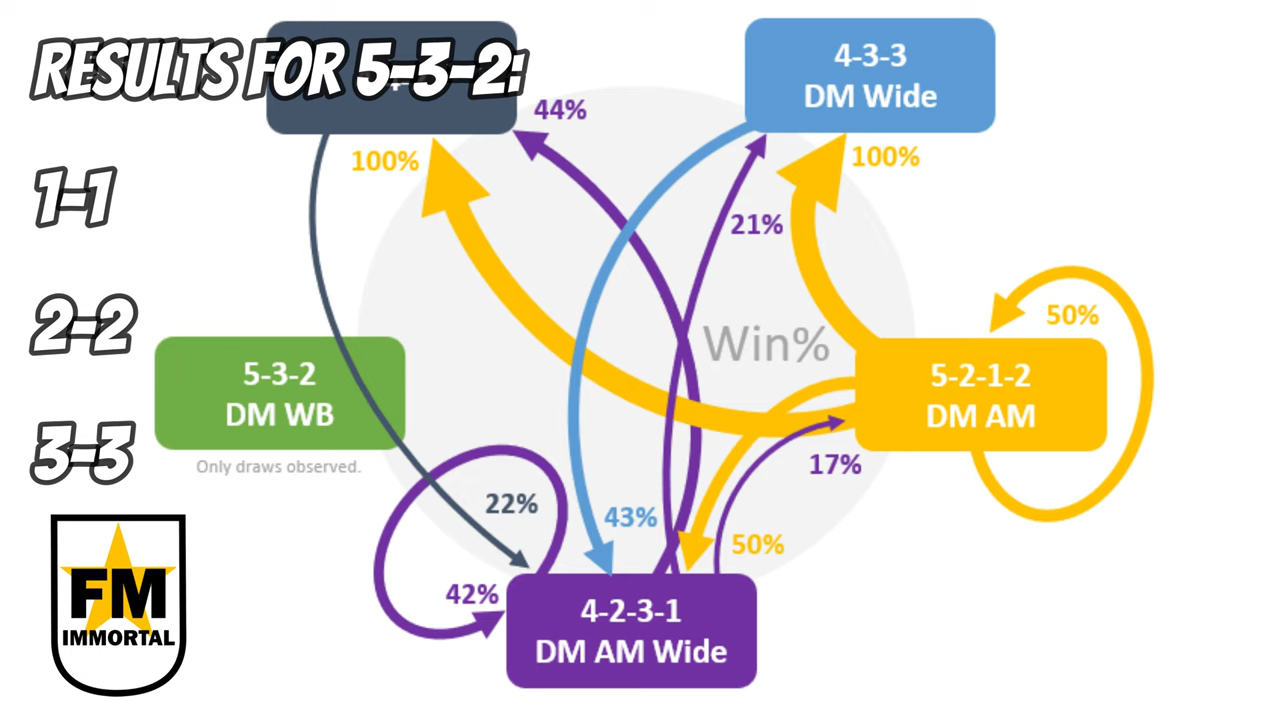 RESULTS FOR 5-3-2:
1-1
2-2
3-3
4-3-3
DM Wide
44%
100%
100%
21%
50%
Win%
5-3-2
DM WB
Only draws observed.
5-2-1-2
DM AM
17%
22%
43%
50%
42%
4-2-3-1
DM AM Wide
FM
IMMORTAL